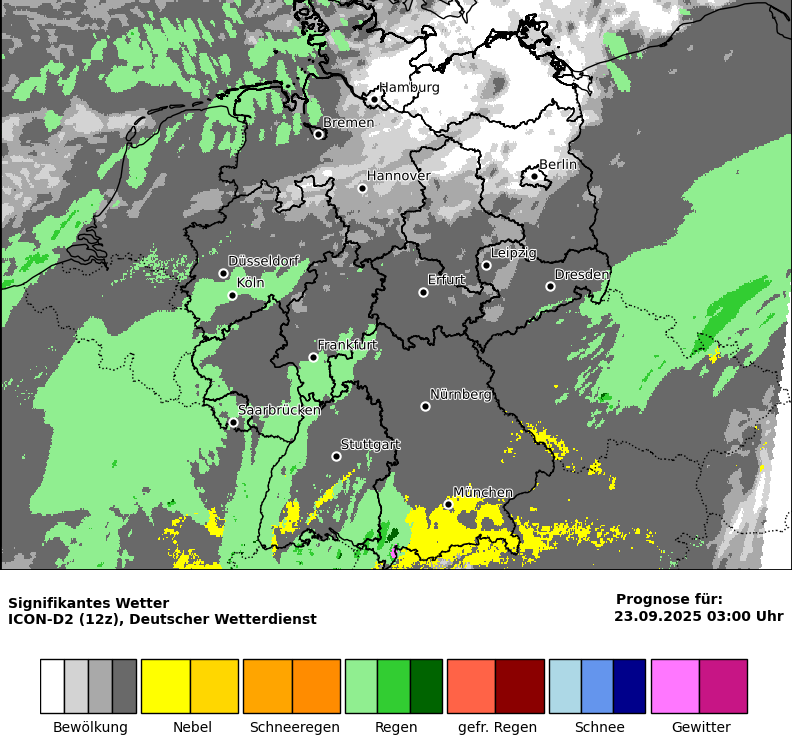 Hamburg
Bremen
Berlin
Hannover
Düsseldorf
Leipzig
Köln
Erfurt
Dresden
Frankfurt
Nürnberg
Saarbrücken
Stuttgart
München
Signifikantes Wetter
ICON-D2 (12z), Deutscher Wetterdienst
Prognose für:
23.09.2025 03:00 Uhr
Bewölkung Nebel Schneeregen Regen gefr. Regen Schnee Gewitter